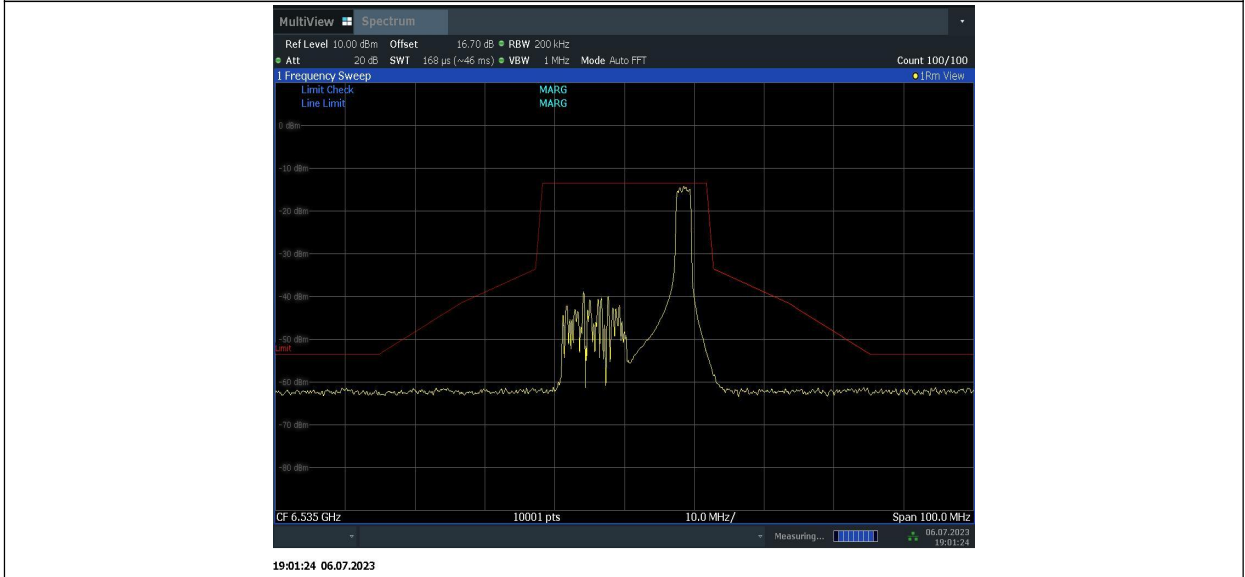 MultiView Spectrum
Ref Level 10.00 dBm Offset 16.70 dB RBW 200 kHz
Att 20 dB SWT 168 µs (~46 ms) VBW 1 MHz Mode Auto FFT Count 100/100
1 Frequency Sweep 1Rm View
Limit Check MARG
Line Limit MARG
0 dBm
-10 dBm
-20 dBm
-30 dBm
-40 dBm
-50 dBm
Limit
-60 dBm
-70 dBm
-80 dBm
CF 6.535 GHz 10001 pts 10.0 MHz/ Span 100.0 MHz
Measuring... 06.07.2023
19:01:24
19:01:24 06.07.2023